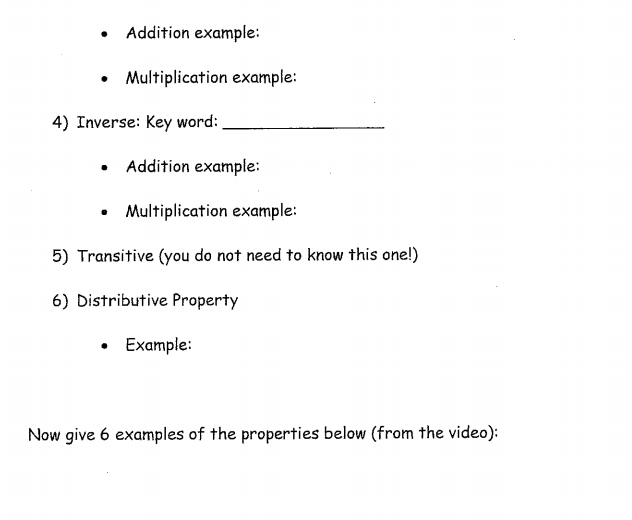 • Addition example:
• Multiplication example:
4) Inverse: Key word: ____________________
• Addition example:
• Multiplication example:
5) Transitive (you do not need to know this one!)
6) Distributive Property
• Example:
Now give 6 examples of the properties below (from the video):